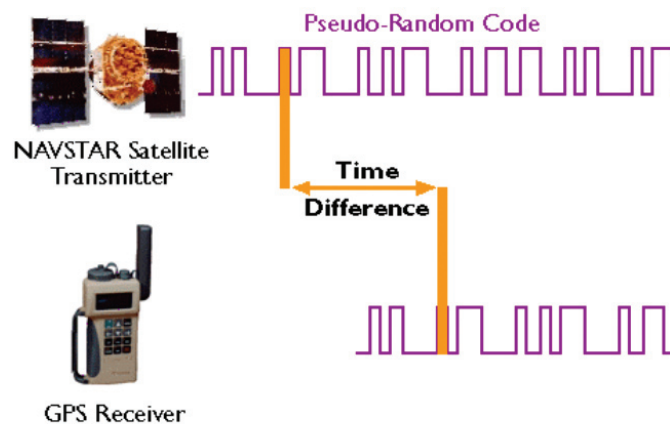 Pseudo-Random Code
NAVSTAR Satellite
Transmitter
Time
Difference
GPS Receiver